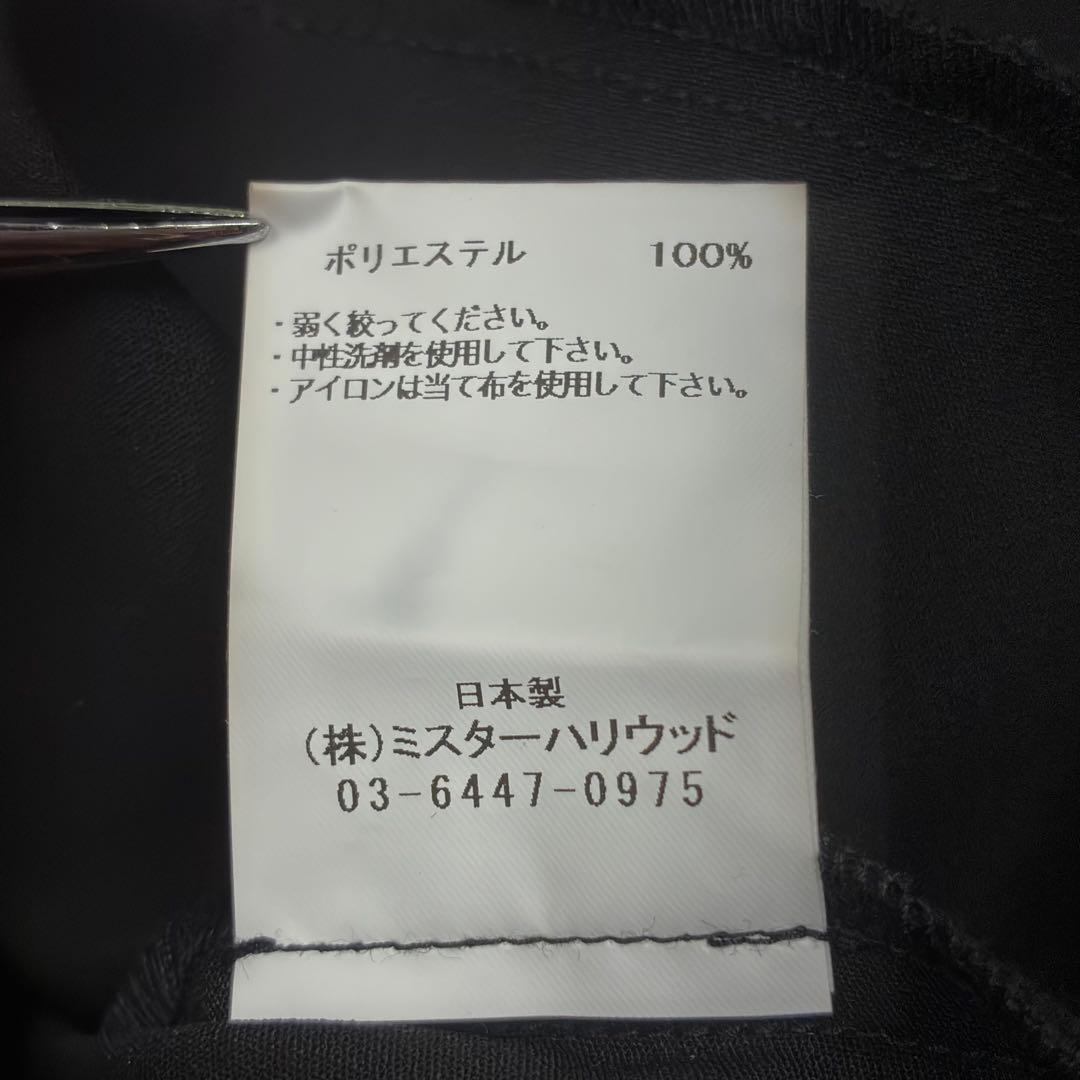 ポリエステル 100%
・弱く絞ってください。
・中性洗剤を使用して下さい。
・アイロンは当て布を使用して下さい。
日本製
(株)ミスターハリウッド
03-6447-0975